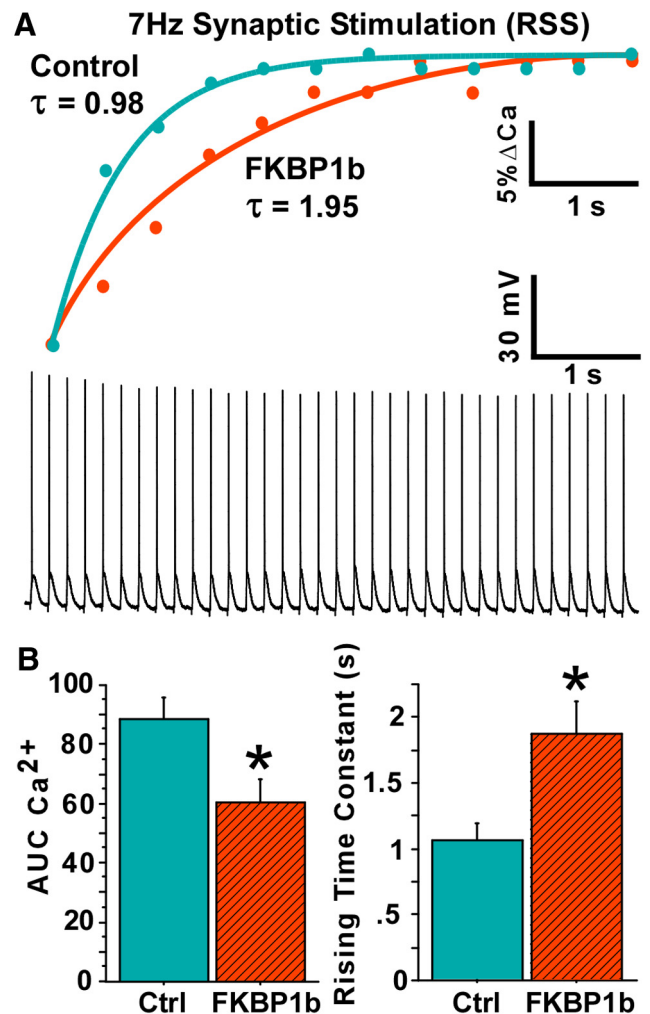 A
7Hz Synaptic Stimulation (RSS)
Control
τ = 0.98
FKBP1b
τ = 1.95
5%ΔCa
1 s
30 mV
1 s
B
AUC Ca2+
100
80
60
40
20
0
*
Ctrl
FKBP1b
Rising Time Constant (s)
2
1.5
1
.5
0
*
Ctrl
FKBP1b